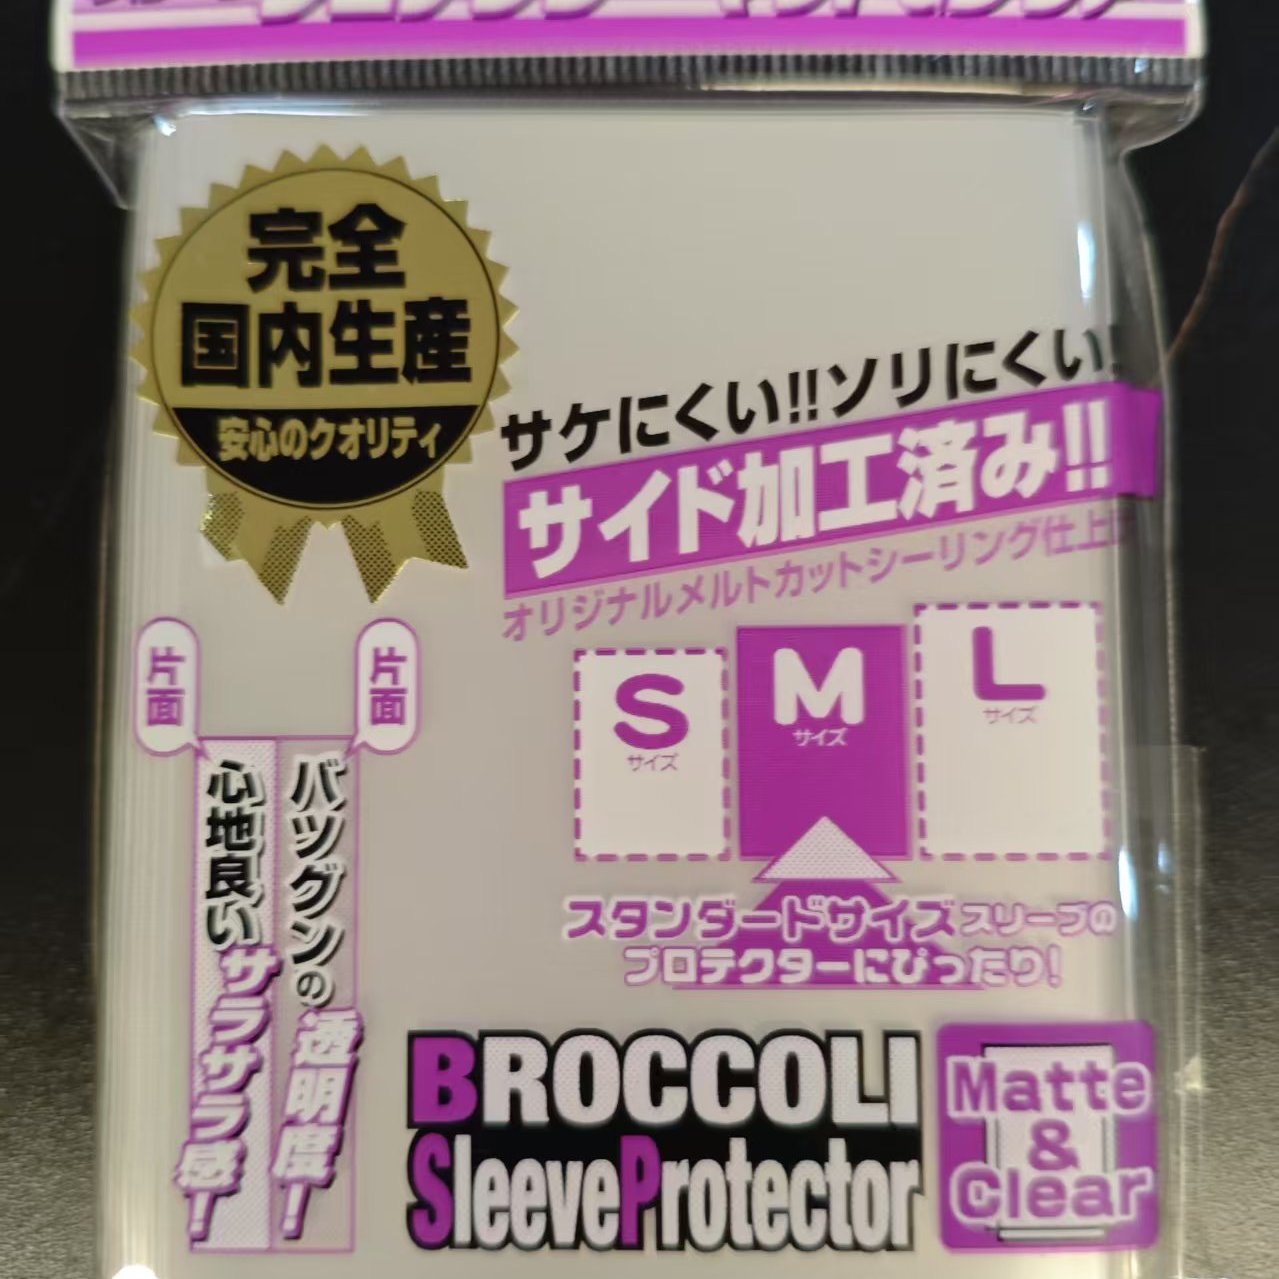 完全
国内生産
安心のクオリティ
サケにくい!!ソリにくい!
サイド加工済み!!
オリジナルメルトカットシーリング仕上
片面
心地良いサラサラ感!
片面
バツグンの透明度!
S
サイズ
M
サイズ
L
サイズ
スタンダードサイズスリーブの
プロテクターにぴったり!
BROCCOLI
SleeveProtector
Matte
&
Clear